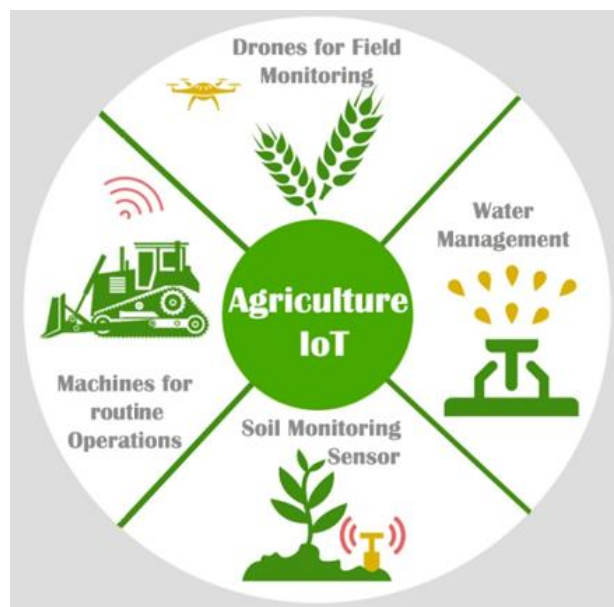 Drones for Field
Monitoring
Water
Management
Agriculture
IoT
Machines for
routine
Operations
Soil Monitoring
Sensor